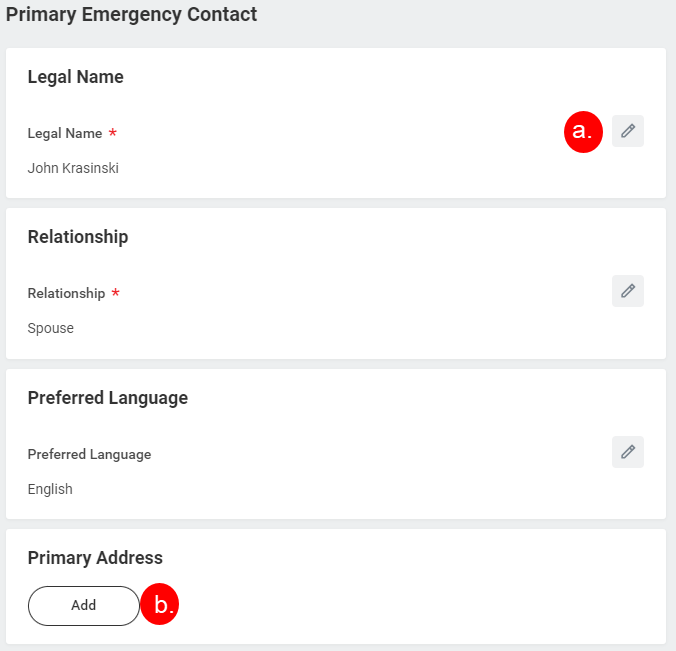 Primary Emergency Contact
Legal Name
Legal Name *
a.
John Krasinski
Relationship
Relationship *
Spouse
Preferred Language
Preferred Language
English
Primary Address
Add
b.